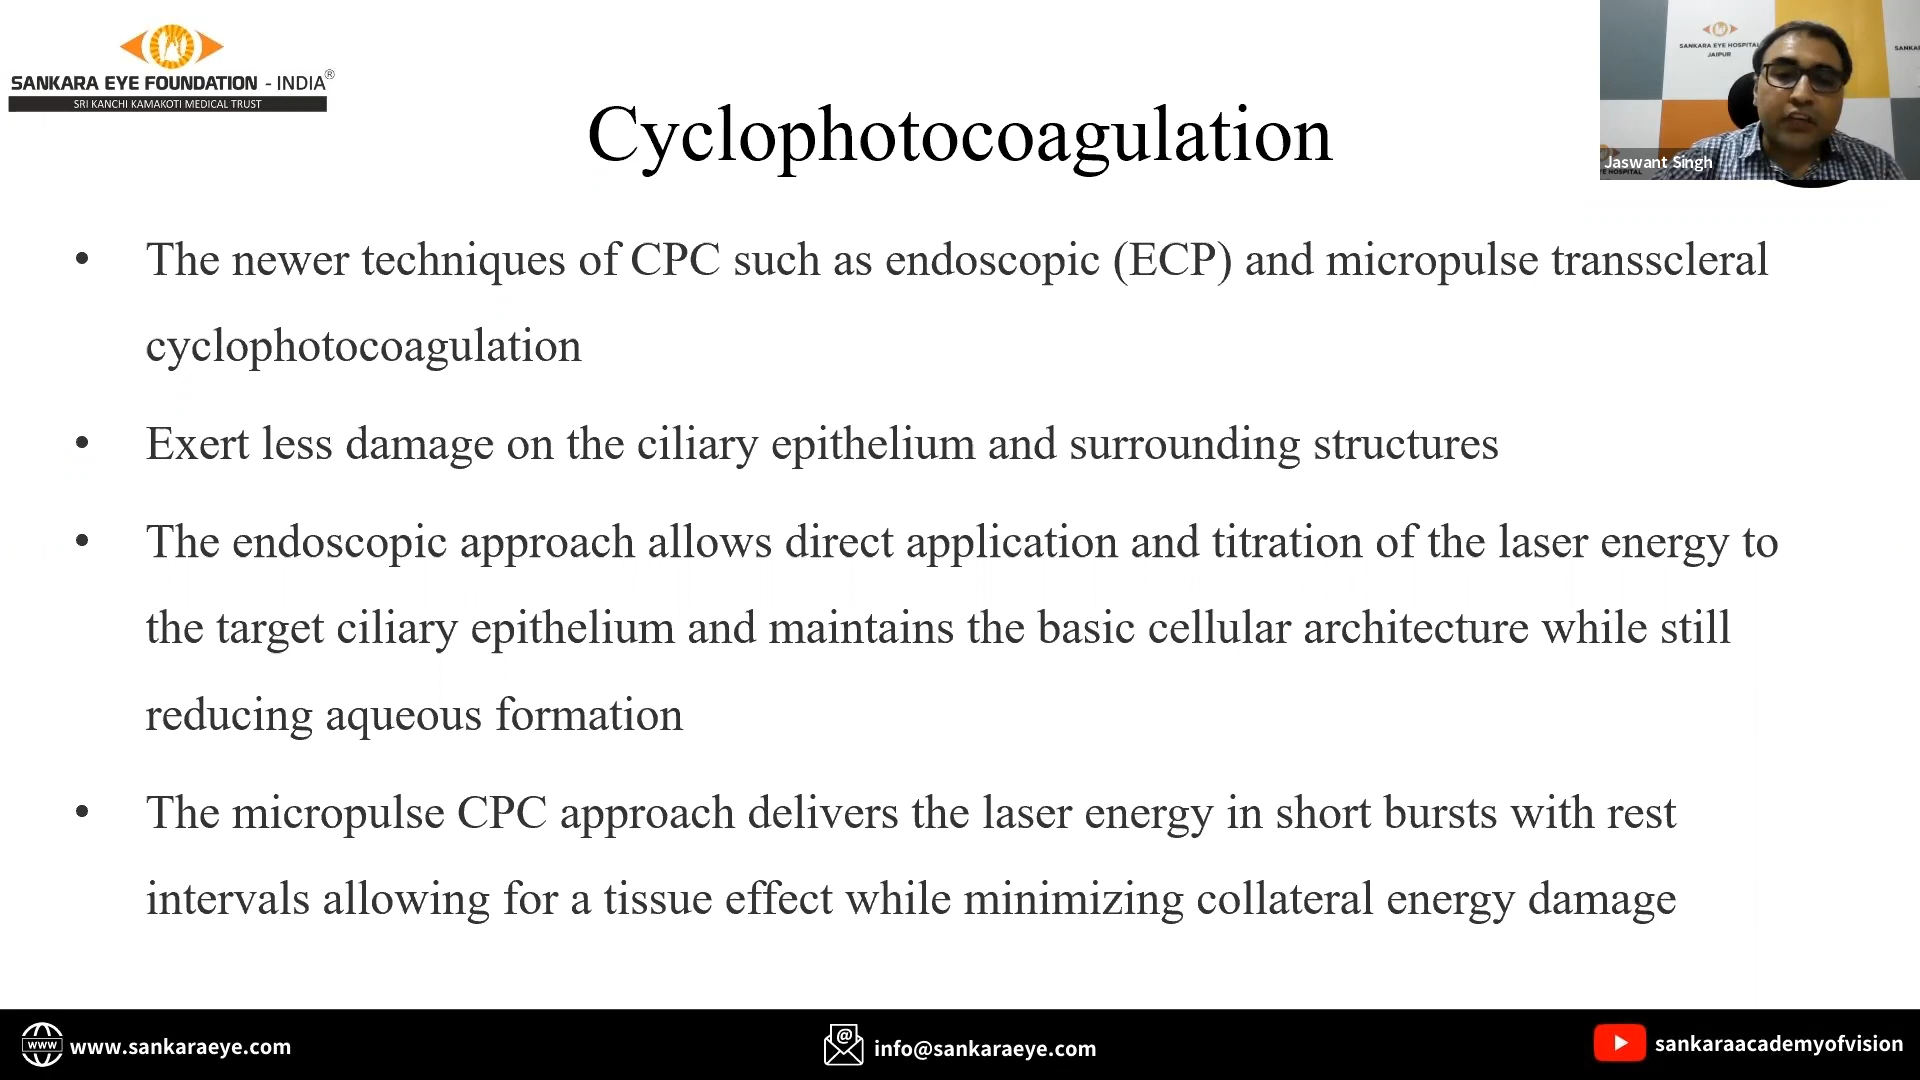 SANKARA EYE FOUNDATION - INDIA®
SRI KANCHI KAMAKOTI MEDICAL TRUST
SANKARA EYE HOSPITAL
JAIPUR
SANKARA
Jaswant Singh
HOSPITAL
Cyclophotocoagulation
• The newer techniques of CPC such as endoscopic (ECP) and micropulse transscleral
cyclophotocoagulation
• Exert less damage on the ciliary epithelium and surrounding structures
• The endoscopic approach allows direct application and titration of the laser energy to
the target ciliary epithelium and maintains the basic cellular architecture while still
reducing aqueous formation
• The micropulse CPC approach delivers the laser energy in short bursts with rest
intervals allowing for a tissue effect while minimizing collateral energy damage
www
www.sankaraeye.com
@
info@sankaraeye.com
sankaraacademyofvision